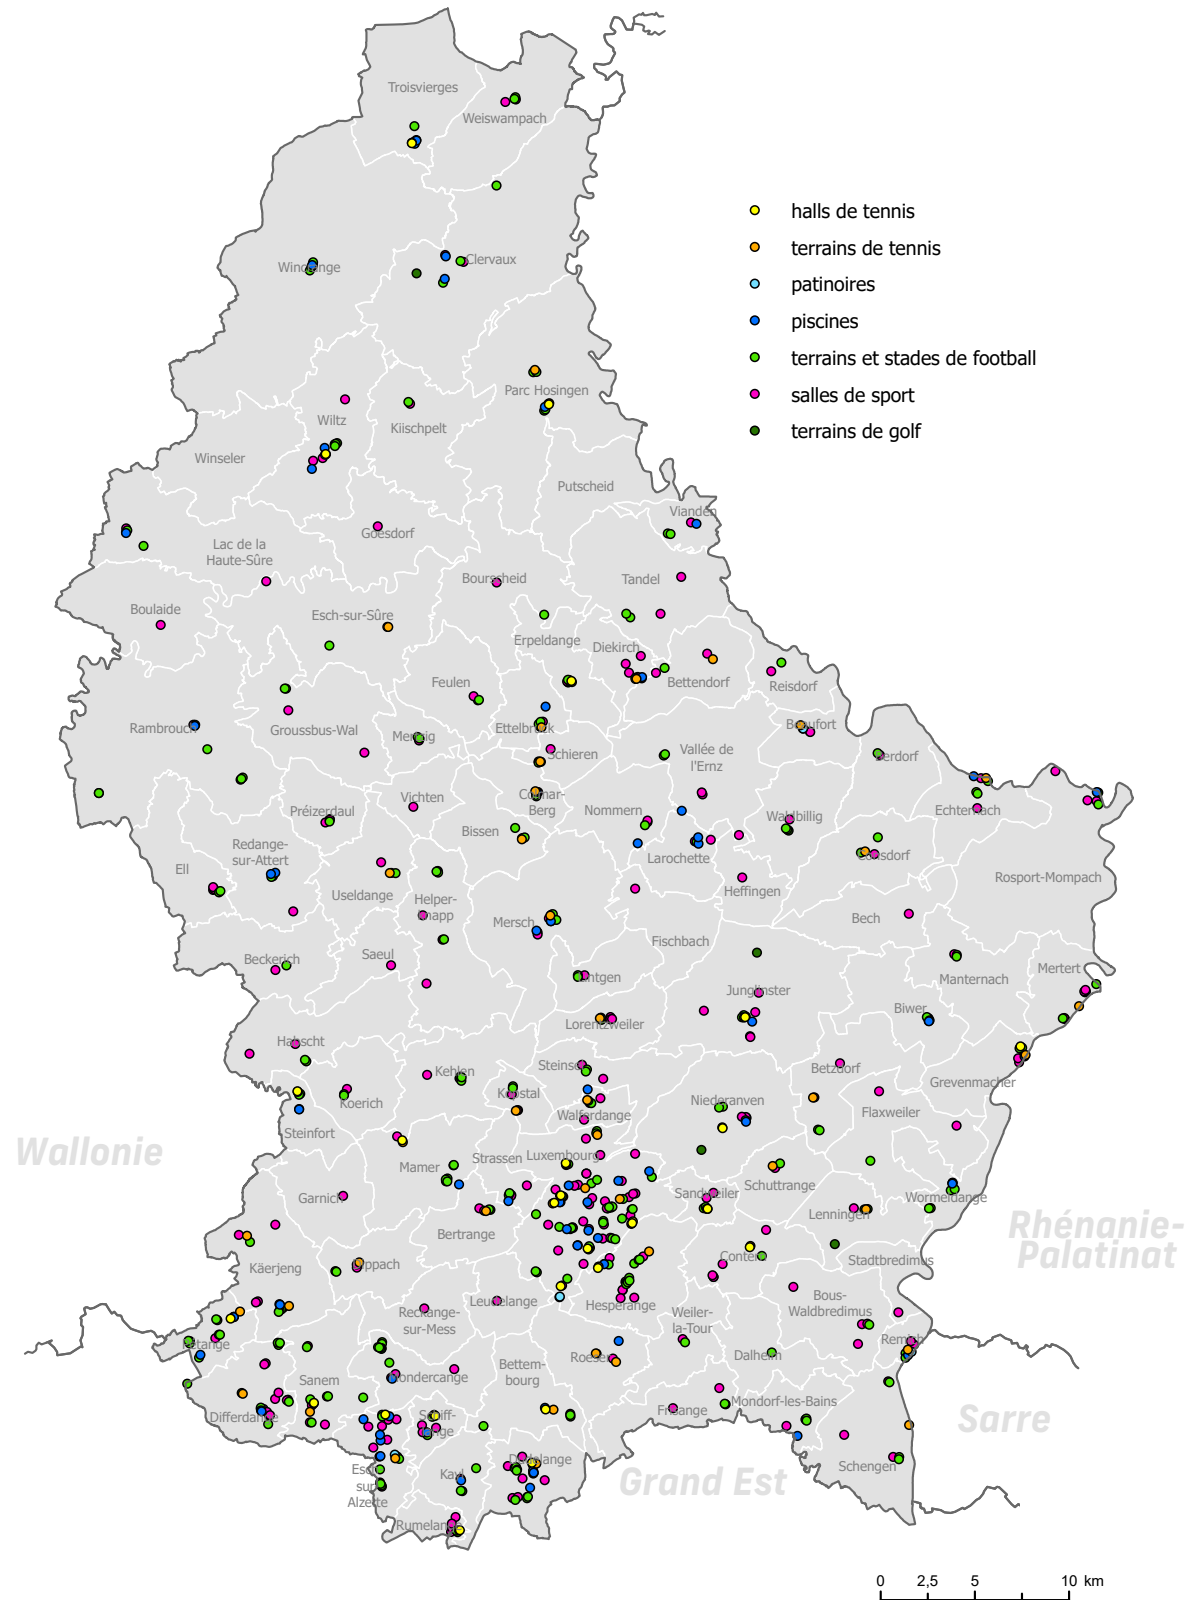 Troisvierges
Weiswampach
halls de tennis
terrains de tennis
patinoires
piscines
terrains et stades de football
salles de sport
terrains de golf
Wincrange
Clervaux
Parc Hosingen
Wiltz
Kiischpelt
Winseler
Putscheid
Vianden
Goesdorf
Lac de la
Haute-Sûre
Bourscheid
Tandel
Boulaide
Esch-sur-Sûre
Erpeldange
Diekirch
Bettendorf
Reisdorf
Feulen
Rambrouch
Groussbus-Wal
Mertzig
Ettelbruck
Schieren
Vallée de
l'Ernz
Beaufort
Berdorf
Colmar-
Berg
Vichten
Préizerdaul
Nommern
Waldbillig
Echternach
Bissen
Larochette
Consdorf
Redange-
sur-Attert
Ell
Useldange
Helper-
knapp
Heffingen
Rosport-Mompach
Mersch
Bech
Fischbach
Beckerich
Saeul
Lintgen
Manternach
Mertert
Junglinster
Biwer
Lorentzweiler
Habscht
Kehlen
Steinsel
Betzdorf
Grevenmacher
Koerich
Kopstal
Walferdange
Niederanven
Flaxweiler
Steinfort
Wallonie
Mamer
Strassen
Luxembourg
Garnich
Sandweiler
Schuttrange
Wormeldange
Lenningen
Rhénanie-
Palatinat
Bertrange
Contern
Stadtbredimus
Käerjeng
Dippach
Leudelange
Hesperange
Bous-
Waldbredimus
Reckange-
sur-Mess
Weiler-
la-Tour
Pétange
Remich
Roeser
Dalheim
Bettem-
bourg
Mondercange
Sanem
Frisange
Mondorf-les-Bains
Differdange
Schiff-
lange
Sarre
Schengen
Esch-
sur-
Alzette
Kayl
Dudelange
Grand Est
Rumelange
0 2,5 5 10 km